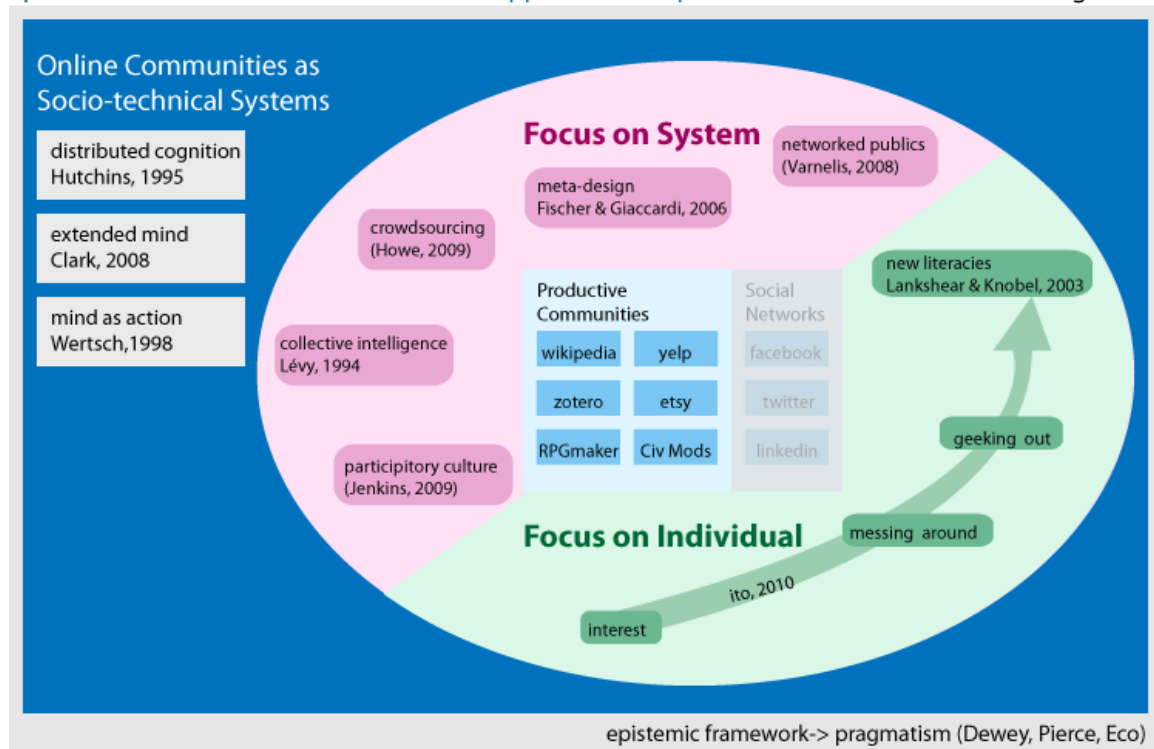 Online Communities as
Socio-technical Systems
distributed cognition
Hutchins, 1995
extended mind
Clark, 2008
mind as action
Wertsch,1998
Focus on System
networked publics
(Varnelis, 2008)
meta-design
Fischer & Giaccardi, 2006
crowdsourcing
(Howe, 2009)
collective intelligence
Lévy, 1994
participitory culture
(Jenkins, 2009)
Productive
Communities
wikipedia
yelp
zotero
etsy
RPGmaker
Civ Mods
Social
Networks
facebook
twitter
linkedin
new literacies
Lankshear & Knobel, 2003
geeking out
messing around
ito, 2010
interest
Focus on Individual
epistemic framework-> pragmatism (Dewey, Pierce, Eco)